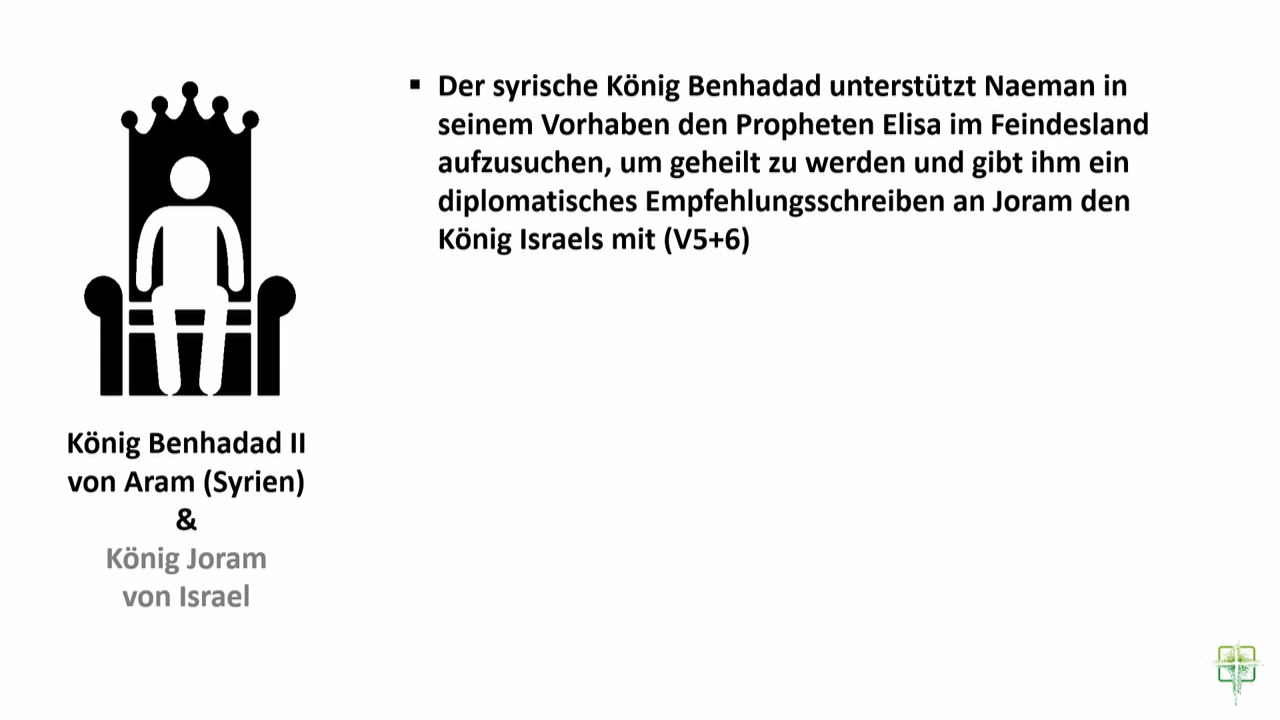 ▪ Der syrische König Benhadad unterstützt Naeman in
seinem Vorhaben den Propheten Elisa im Feindesland
aufzusuchen, um geheilt zu werden und gibt ihm ein
diplomatisches Empfehlungsschreiben an Joram den
König Israels mit (V5+6)
König Benhadad II
von Aram (Syrien)
&
König Joram
von Israel